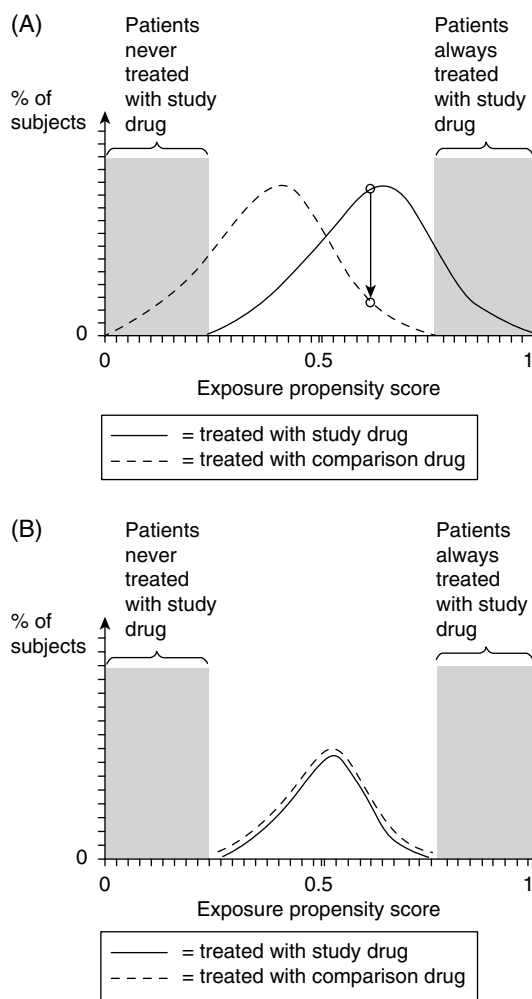 (A)
Patients
never
treated
with study
drug
Patients
always
treated
with study
drug
% of
subjects
0
0 0.5 1
Exposure propensity score
= treated with study drug
= treated with comparison drug
(B)
Patients
never
treated
with study
drug
Patients
always
treated
with study
drug
% of
subjects
0
0 0.5 1
Exposure propensity score
= treated with study drug
= treated with comparison drug